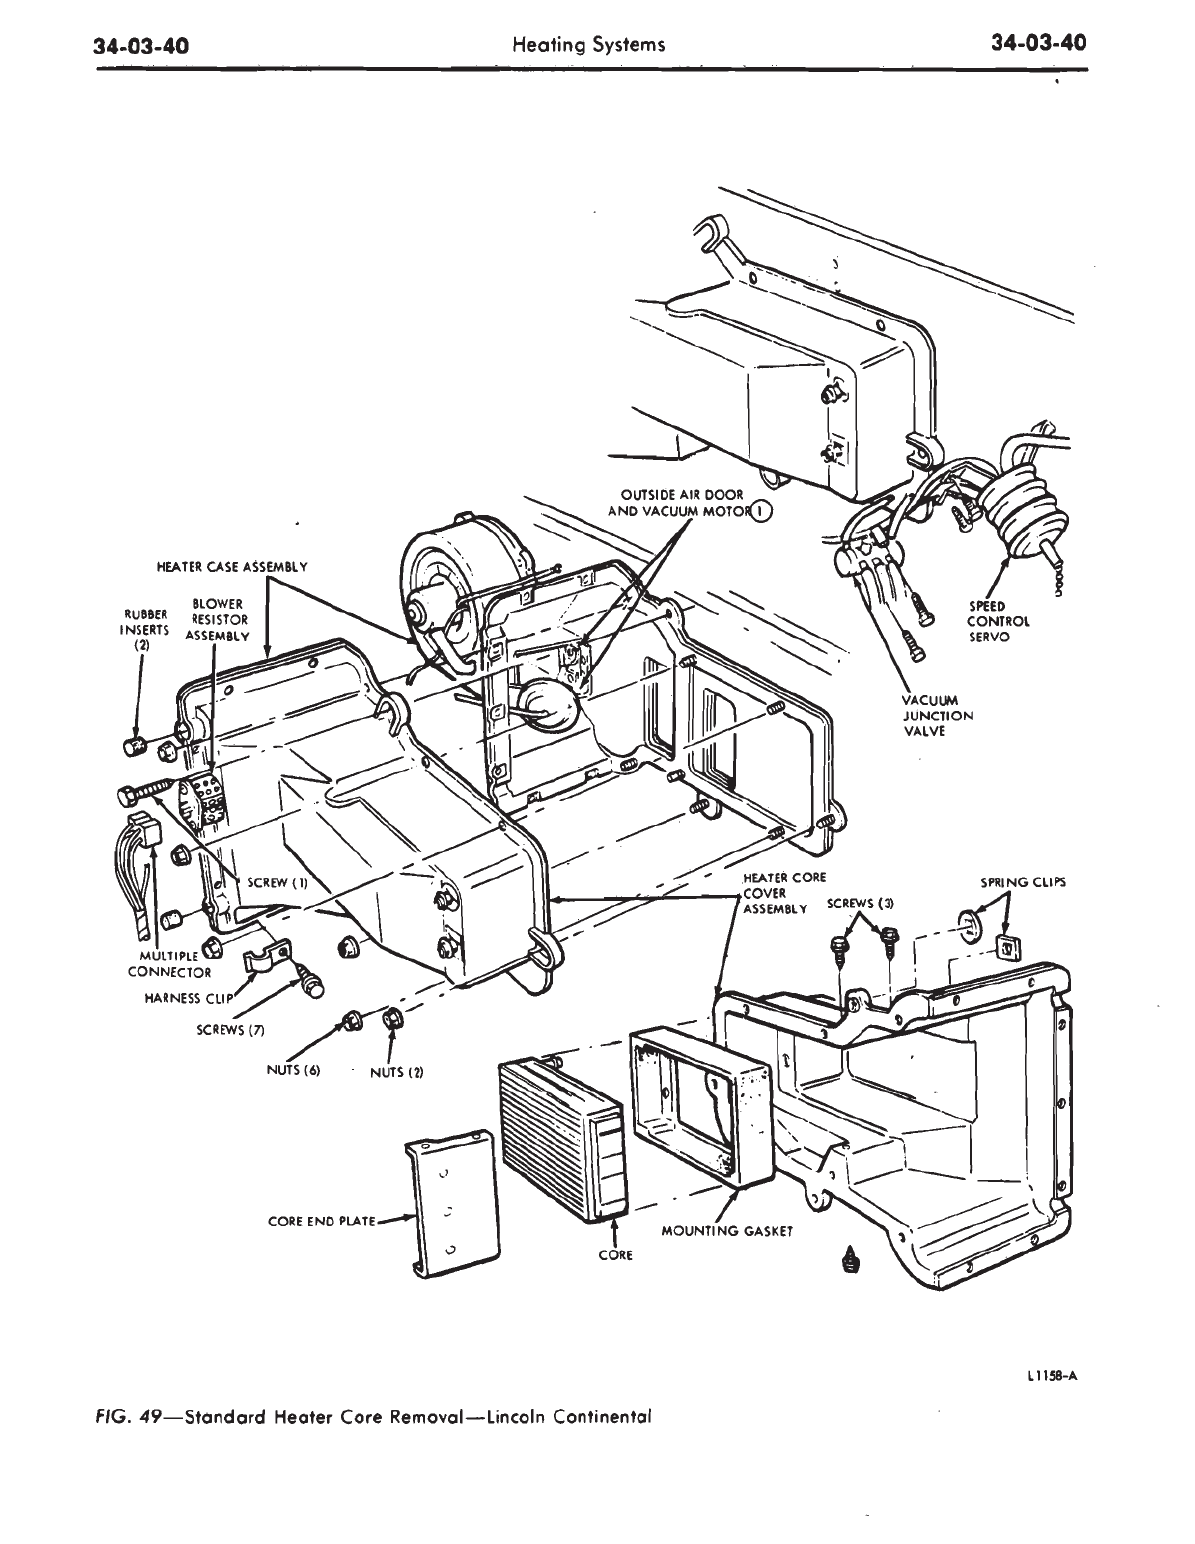 34-03-40
Heating Systems
34-03-40
OUTSIDE AIR DOOR
AND VACUUM MOTOR 1
HEATER CASE ASSEMBLY
RUBBER
INSERTS
(2)
BLOWER
RESISTOR
ASSEMBLY
SPEED
CONTROL
SERVO
VACUUM
JUNCTION
VALVE
SCREW (1)
HEATER CORE
COVER
ASSEMBLY
SCREWS (3)
SPRING CLIPS
MULTIPLE
CONNECTOR
HARNESS CLIP
SCREWS (7)
NUTS (6)
NUTS (2)
CORE END PLATE
CORE
MOUNTING GASKET
L1158-A
FIG. 49—Standard Heater Core Removal—Lincoln Continental